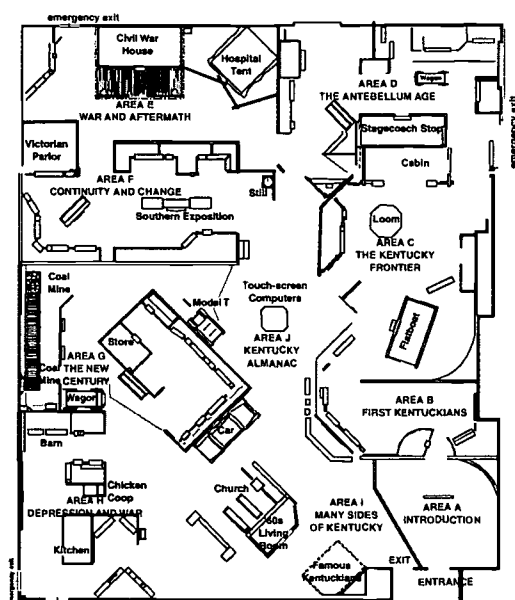 emergency exit
Civil War
House
Hospital
Tent
AREA E
WAR AND AFTERMATH
AREA D
THE ANTEBELLUM AGE
Wagon
emergency exit
Stagecoach Stop
Cabin
Victorian
Parlor
AREA F
CONTINUITY AND CHANGE
Still
Southern Exposition
Loom
AREA C
THE KENTUCKY
FRONTIER
Coal
Mine
Touch-screen
Computers
Model T
AREA J
KENTUCKY
ALMANAC
Flatboat
Store
AREA G
THE NEW
CENTURY
Coal
Mine
Wagon
AREA B
FIRST KENTUCKIANS
Car
Barn
Chicken
Coop
AREA H
DEPRESSION AND WAR
Church
'60s
Living
Room
AREA I
MANY SIDES
OF KENTUCKY
AREA A
INTRODUCTION
Kitchen
Famous
Kentuckians
EXIT
ENTRANCE
emergency exit